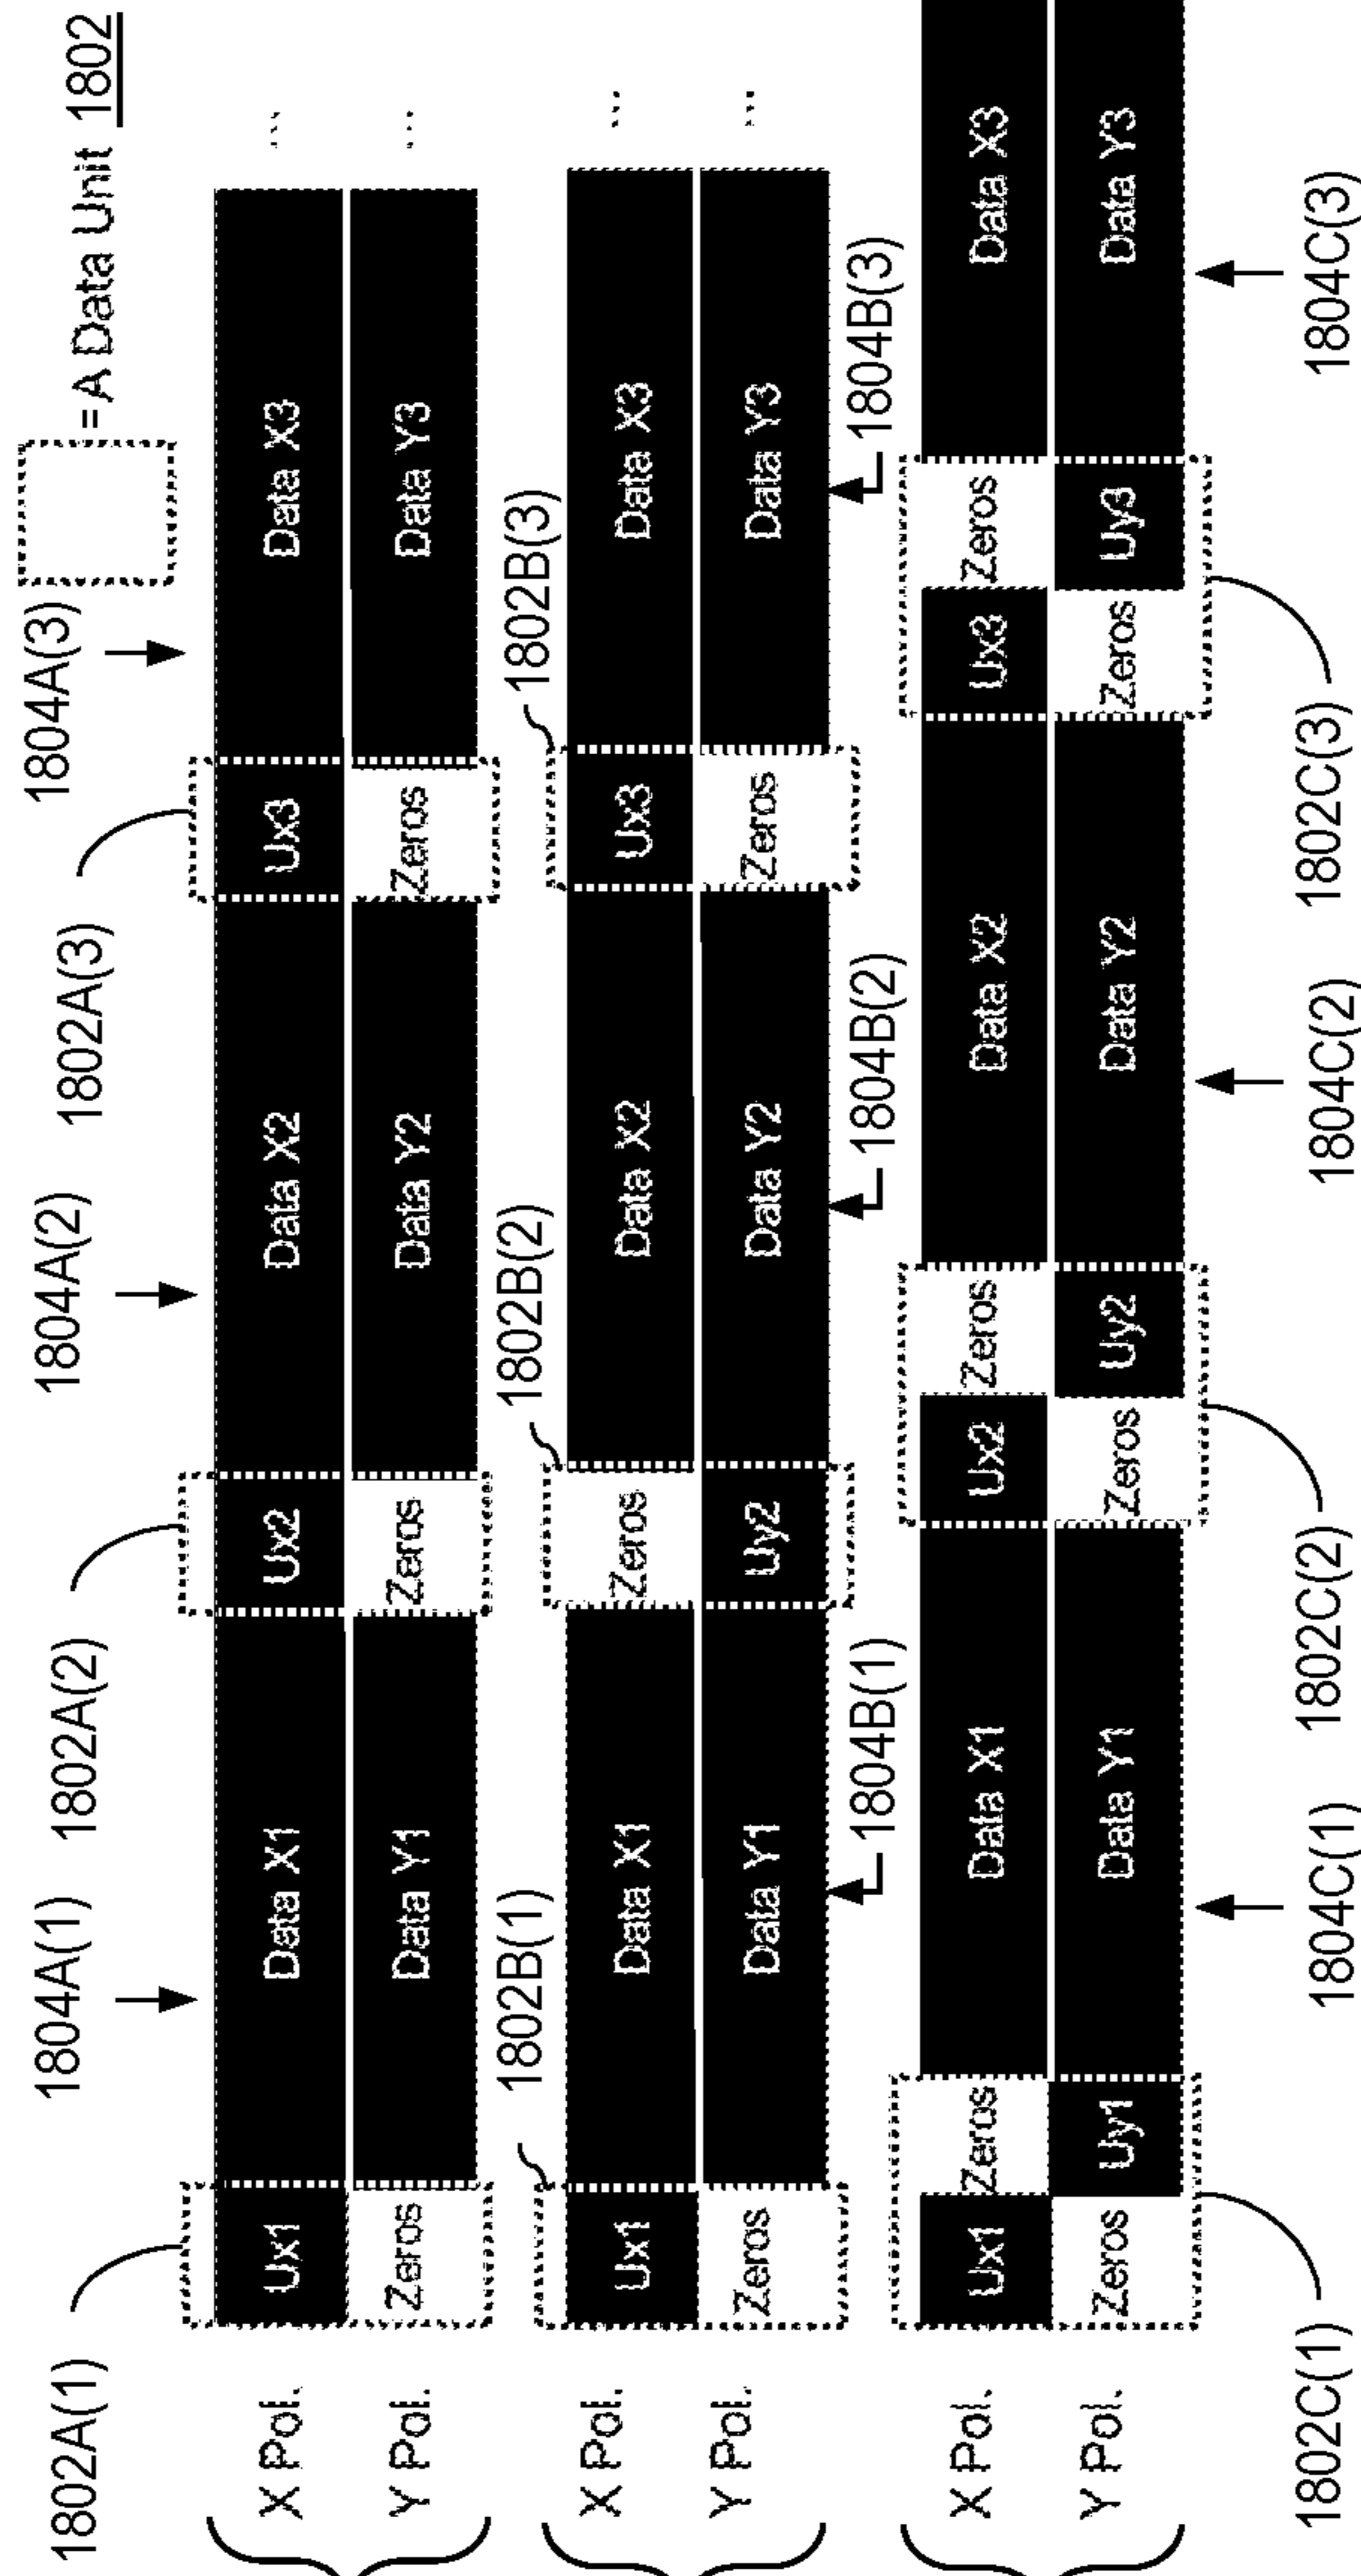 = A Data Unit 1802
1804A(1) 1804A(2) 1804A(3)
1802A(1) 1802A(2) 1802A(3)
X Pol. Ux1 Data X1 Ux2 Data X2 Ux3 Data X3 ...
Y Pol. Zeros Data Y1 Zeros Data Y2 Zeros Data Y3 ...
1802B(1) 1802B(2) 1802B(3)
X Pol. Ux1 Data X1 Zeros Data X2 Ux3 Data X3 ...
Y Pol. Zeros Data Y1 Uy2 Data Y2 Zeros Data Y3 ...
1804B(1) 1804B(2) 1804B(3)
X Pol. Ux1 Zeros Data X1 Ux2 Zeros Data X2 Ux3 Zeros Data X3
Y Pol. Zeros Uy1 Data Y1 Zeros Uy2 Data Y2 Zeros Uy3 Data Y3
1802C(1) 1804C(1) 1802C(2) 1804C(2) 1802C(3) 1804C(3)